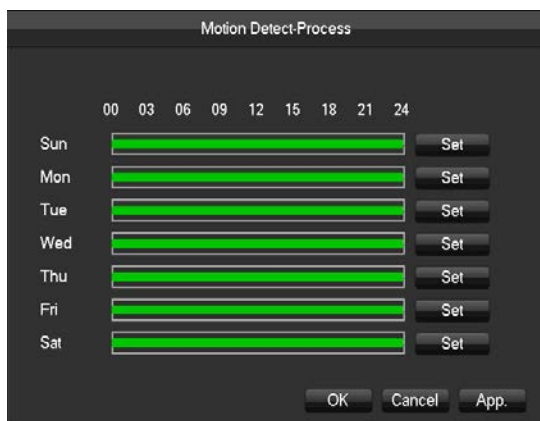 Motion Detect-Process
00 03 06 09 12 15 18 21 24
Sun Set
Mon Set
Tue Set
Wed Set
Thu Set
Fri Set
Sat Set
OK Cancel App.